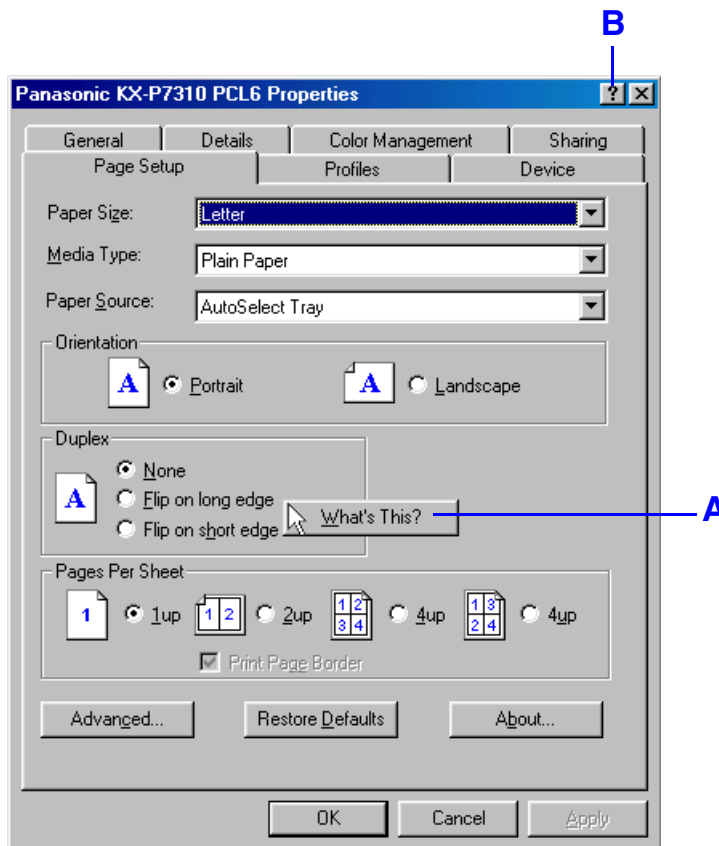 B
Panasonic KX-P7310 PCL6 Properties ?
General Details Color Management Sharing
Page Setup Profiles Device
Paper Size: Letter
Media Type: Plain Paper
Paper Source: AutoSelect Tray
Orientation
A Portrait A Landscape
Duplex
None
A Flip on long edge
Flip on short edge
What's This? A
Pages Per Sheet
1 1up 1 2 2up 1 2 3 4 4up 1 3 2 4 4up
Print Page Border
Advanced... Restore Defaults About...
OK Cancel Apply